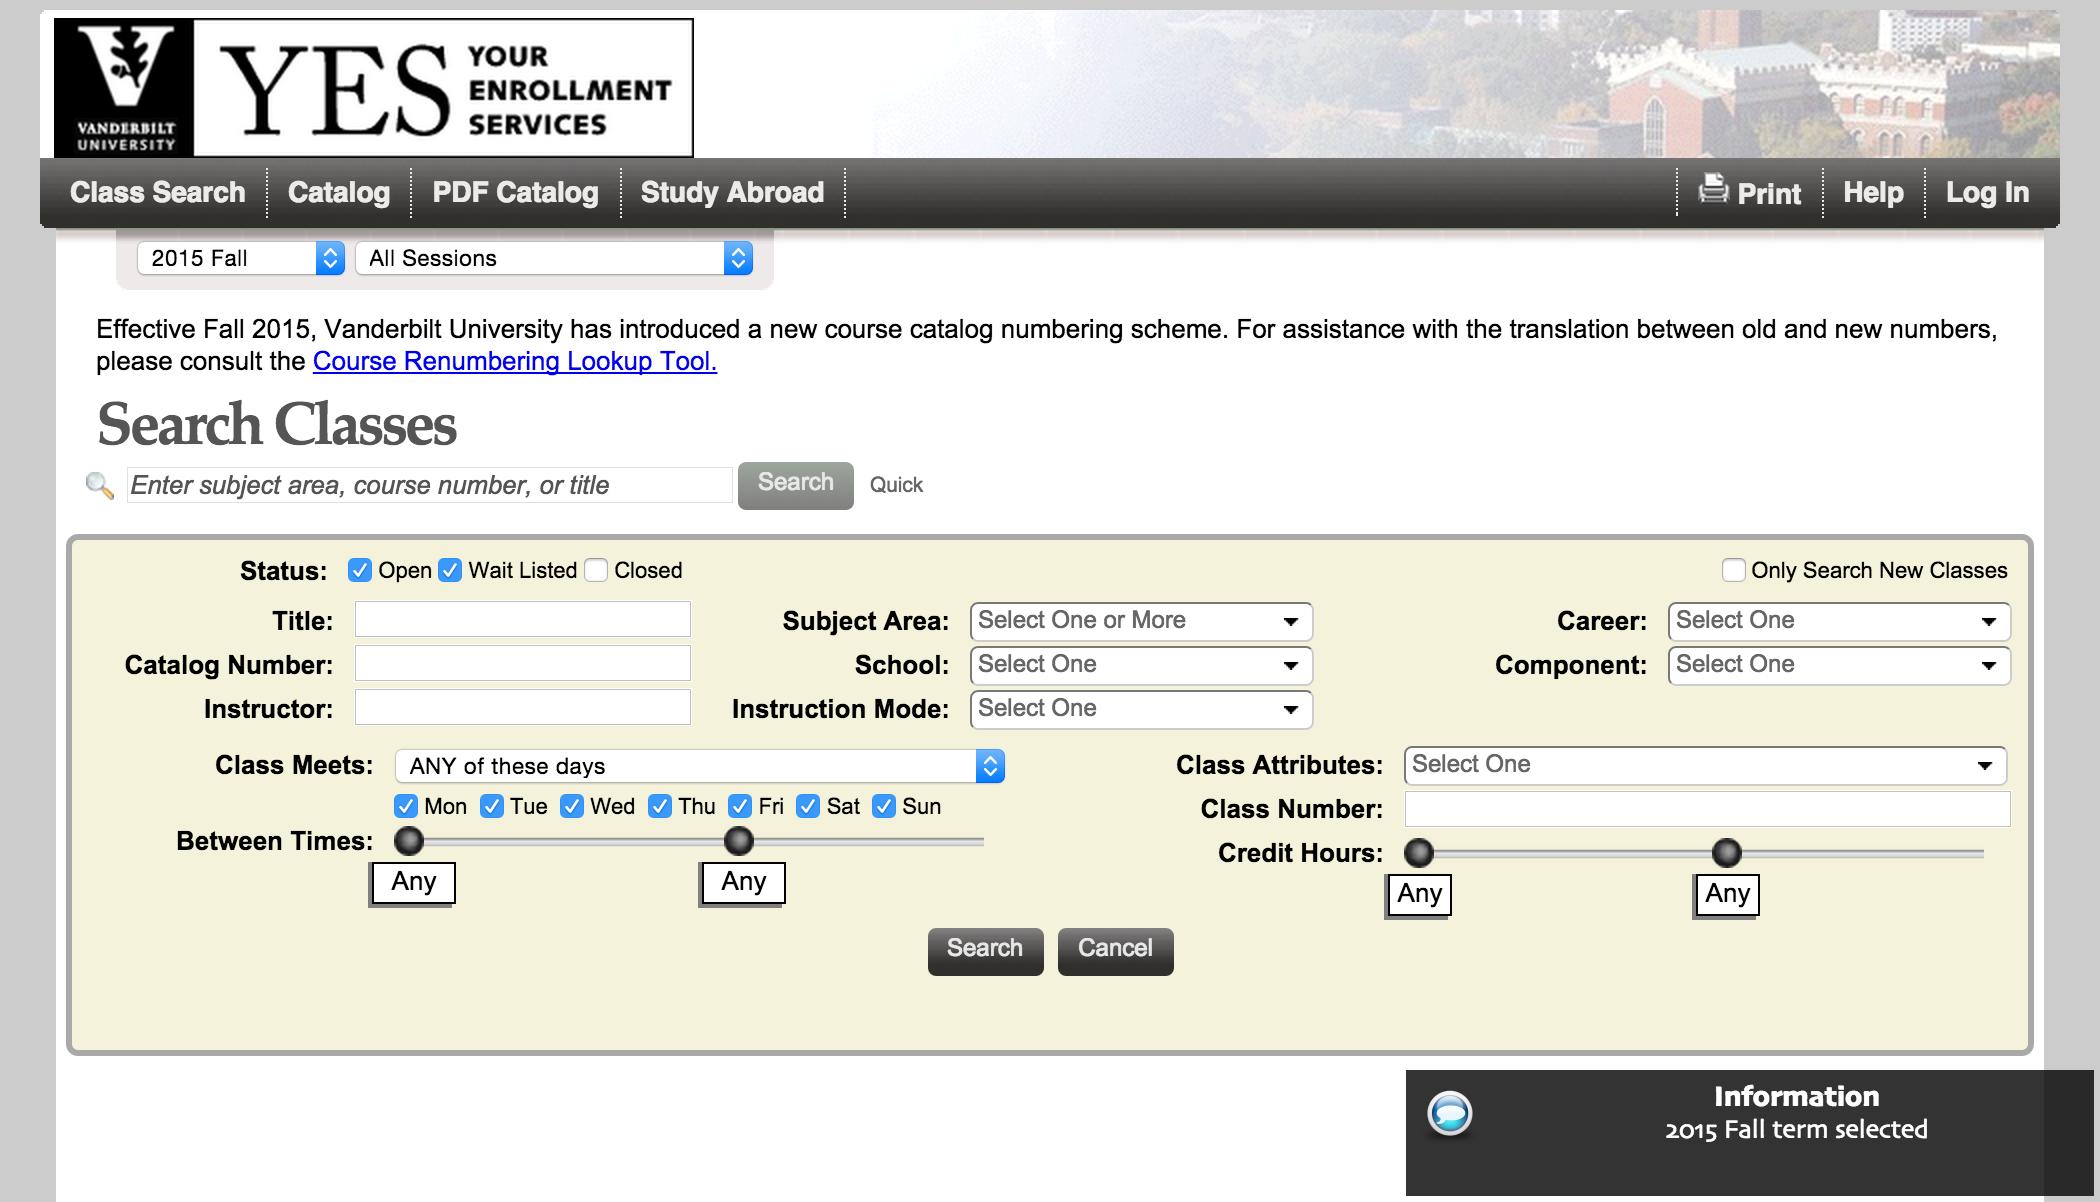 VANDERBILT
UNIVERSITY
YES
YOUR
ENROLLMENT
SERVICES
Class Search
Catalog
PDF Catalog
Study Abroad
Print
Help
Log In
2015 Fall
All Sessions
Effective Fall 2015, Vanderbilt University has introduced a new course catalog numbering scheme. For assistance with the translation between old and new numbers,
please consult the Course Renumbering Lookup Tool.
Search Classes
Enter subject area, course number, or title
Search
Quick
Status:
Open
Wait Listed
Closed
Only Search New Classes
Title:
Subject Area:
Select One or More
Career:
Select One
Catalog Number:
School:
Select One
Component:
Select One
Instructor:
Instruction Mode:
Select One
Class Meets:
ANY of these days
Class Attributes:
Select One
Mon
Tue
Wed
Thu
Fri
Sat
Sun
Class Number:
Between Times:
Any
Any
Credit Hours:
Any
Any
Search
Cancel
Information
2015 Fall term selected